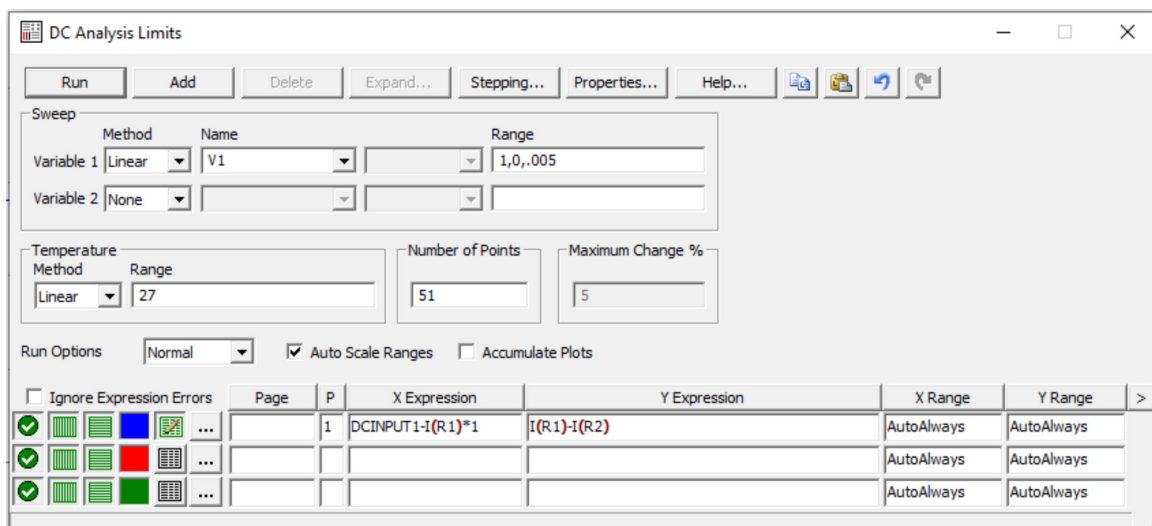 DC Analysis Limits
Run Add Delete Expand... Stepping... Properties... Help...
Sweep
Method Name Range
Variable 1 Linear V1 1,0,.005
Variable 2 None
Temperature Number of Points Maximum Change %
Method Range
Linear 27 51 5
Run Options Normal Auto Scale Ranges Accumulate Plots
Ignore Expression Errors Page P X Expression Y Expression X Range Y Range >
... 1 DCINPUT1-I(R1)*1 I(R1)-I(R2) AutoAlways AutoAlways
... AutoAlways AutoAlways
... AutoAlways AutoAlways